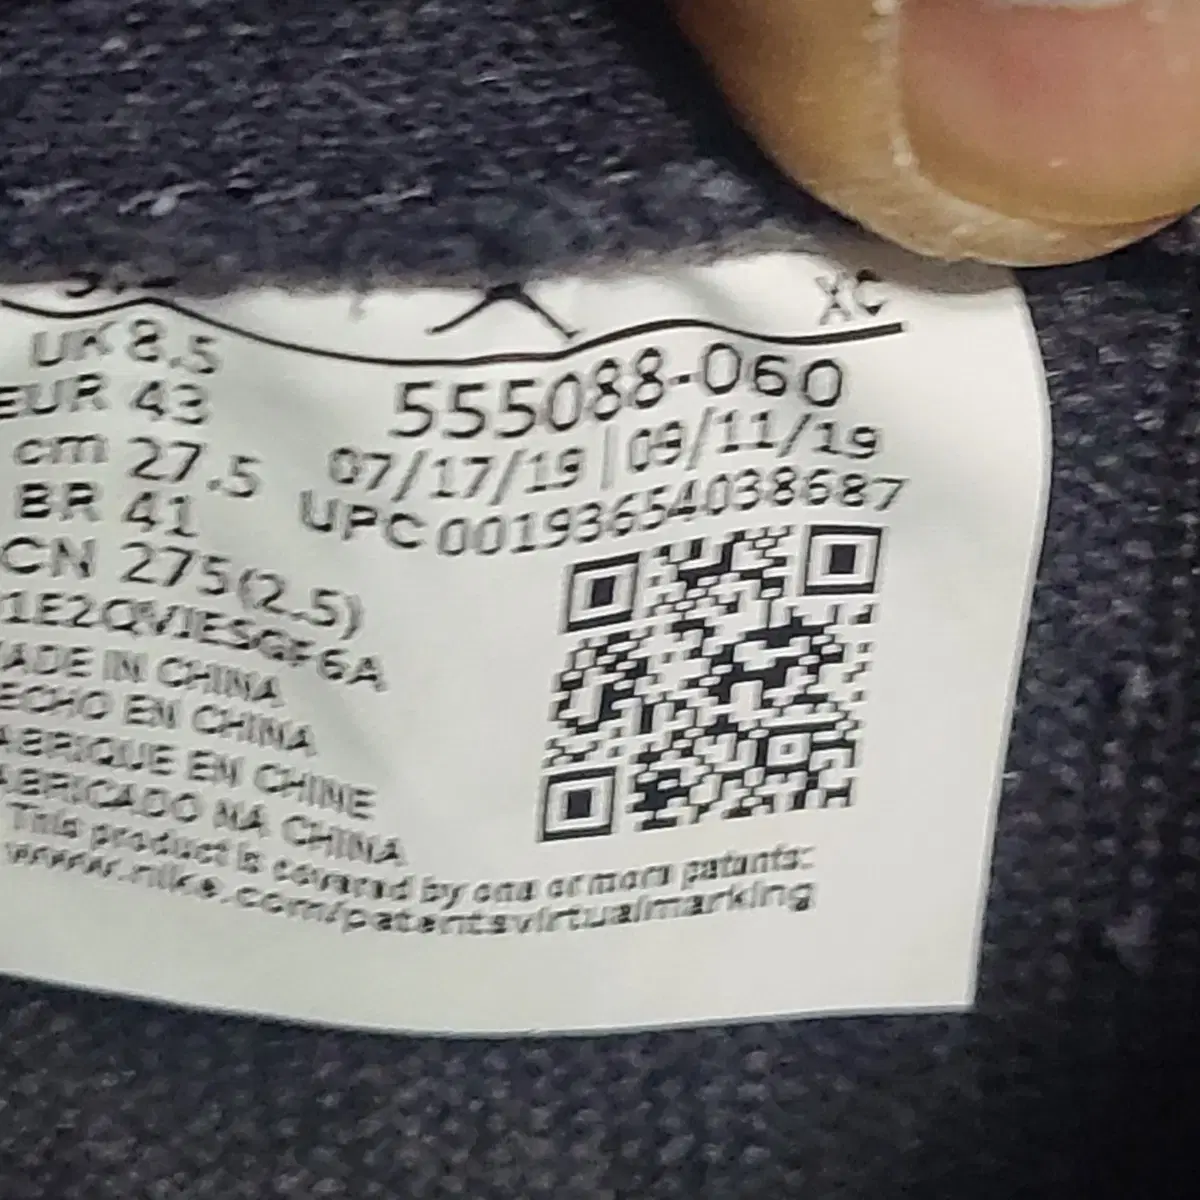 XC
UK 8.5
EUR 43
cm 27.5
BR 41
CN 275(2.5)
555088-060
07/17/19 | 09/11/19
UPC 00193654038687
MADE IN CHINA
HECHO EN CHINA
FABRIQUE EN CHINE
FABRICADO NA CHINA
This product is covered by one or more patents:
www.nike.com/patentsvirtualmarking